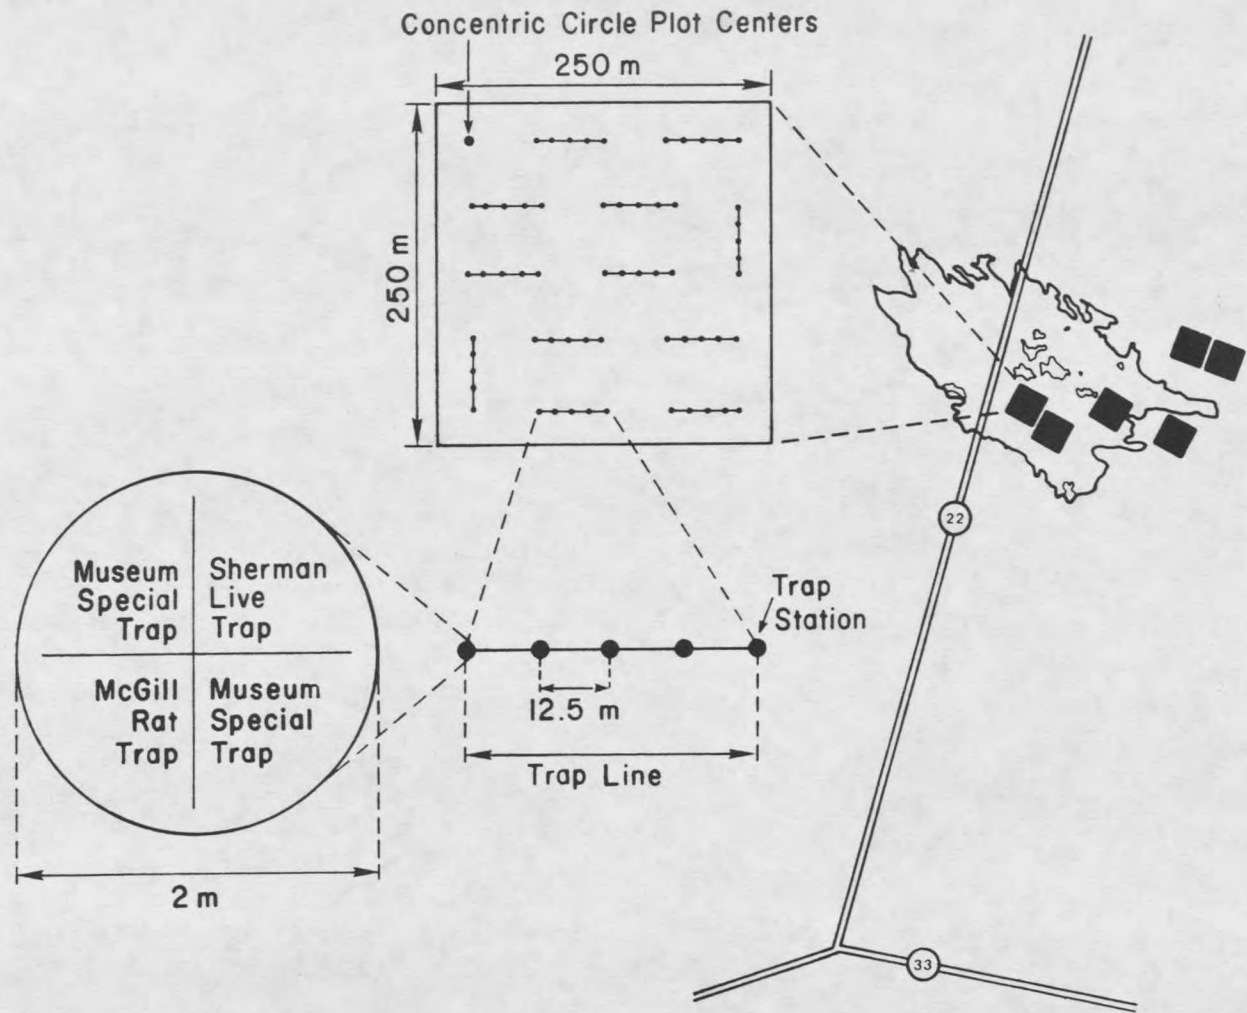 Concentric Circle Plot Centers
250 m
250 m
22
Museum
Special
Trap
Sherman
Live
Trap
McGill
Rat
Trap
Museum
Special
Trap
2 m
Trap
Station
12.5 m
Trap Line
33